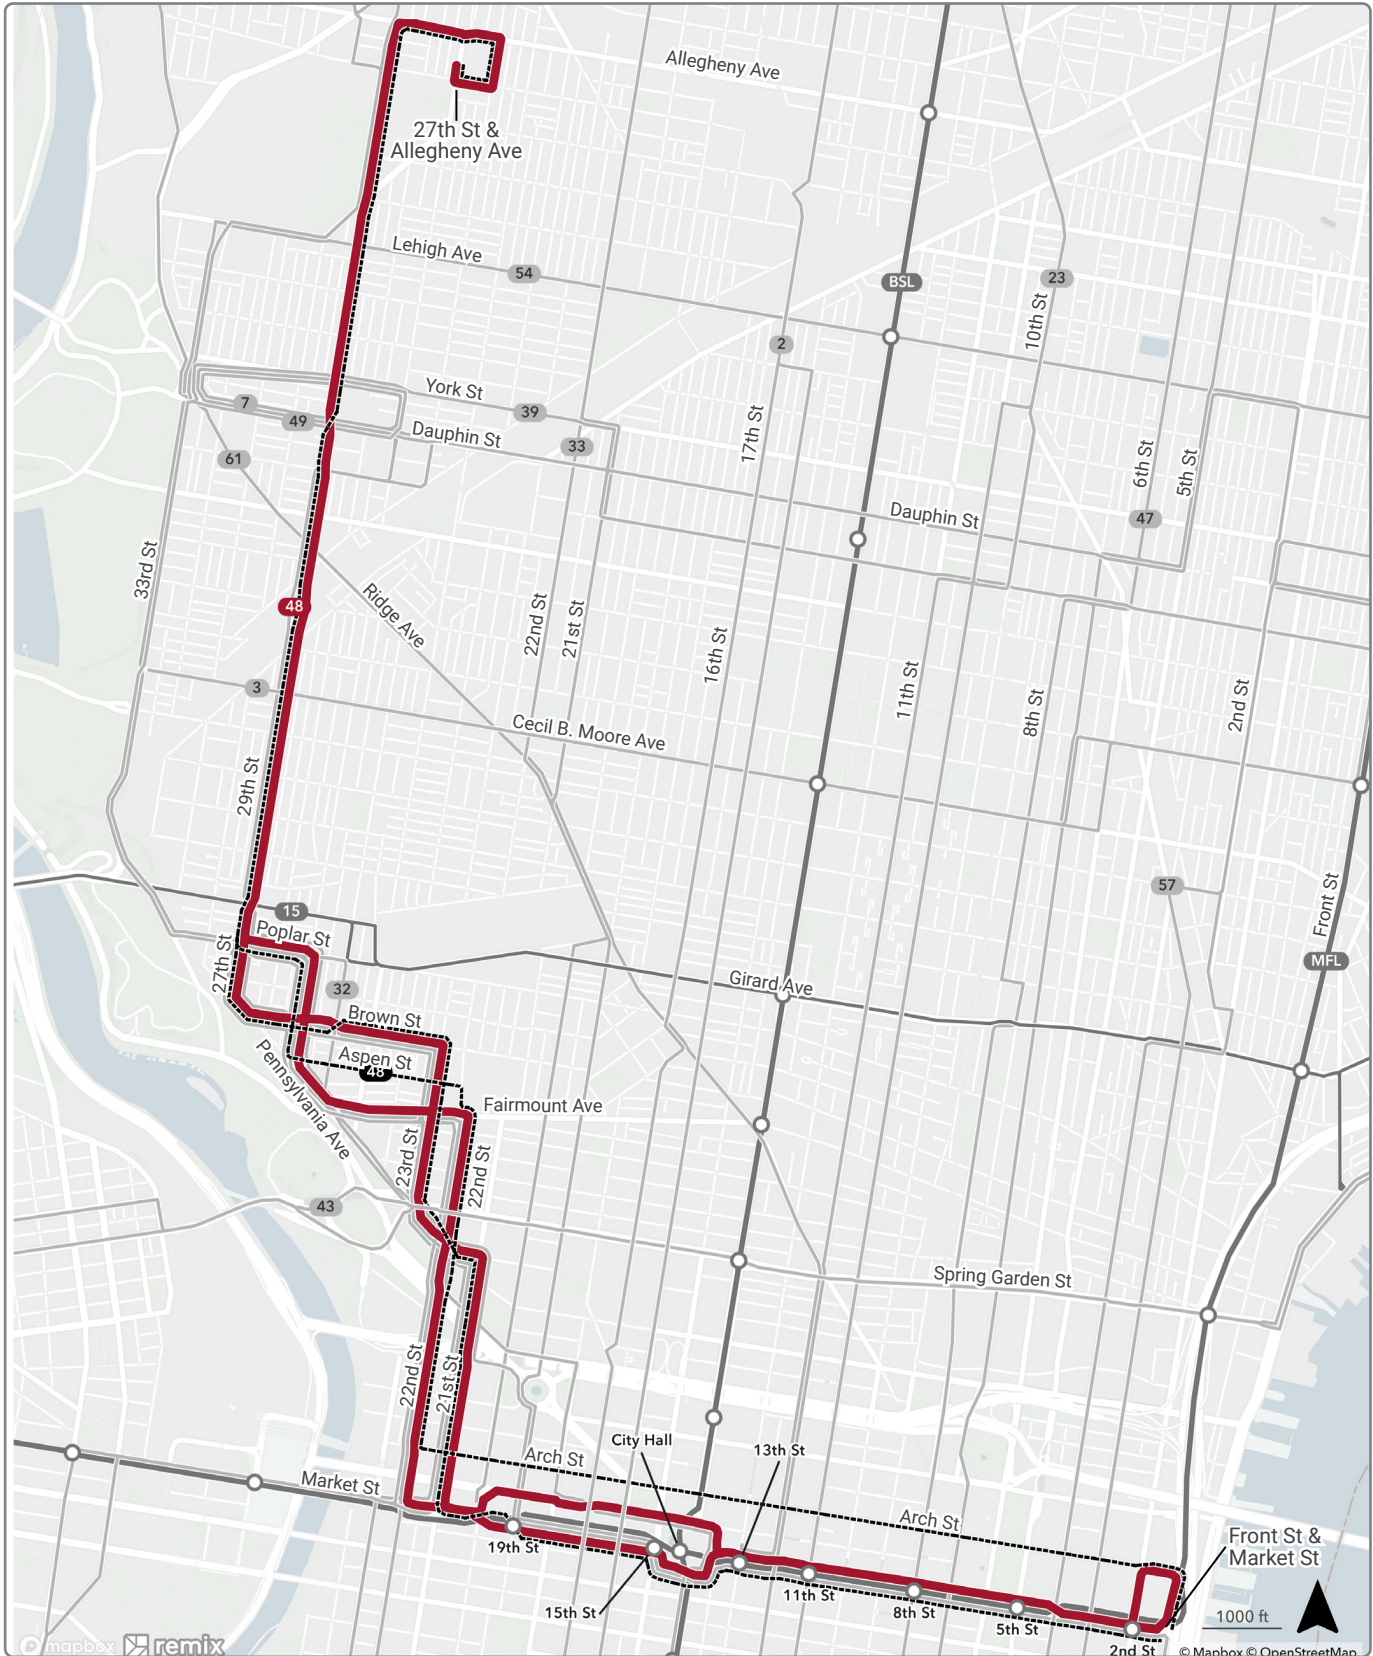 Allegheny Ave
27th St &
Allegheny Ave
Lehigh Ave
54
BSL
23
10th St
2
York St
7
39
49
Dauphin St
33
17th St
61
6th St
5th St
Dauphin St
47
33rd St
48
Ridge Ave
22nd St
21st St
16th St
11th St
8th St
2nd St
3
Cecil B. Moore Ave
29th St
15
57
Front St
Poplar St
27th St
MFL
32
Girard Ave
Brown St
Aspen St
48
Pennsylvania Ave
Fairmount Ave
23rd St
22nd St
43
Spring Garden St
22nd St
21st St
City Hall
13th St
Arch St
Market St
Arch St
19th St
Front St &
Market St
11th St
15th St
8th St
5th St
1000 ft
2nd St
mapbox
remix
© Mapbox © OpenStreetMap